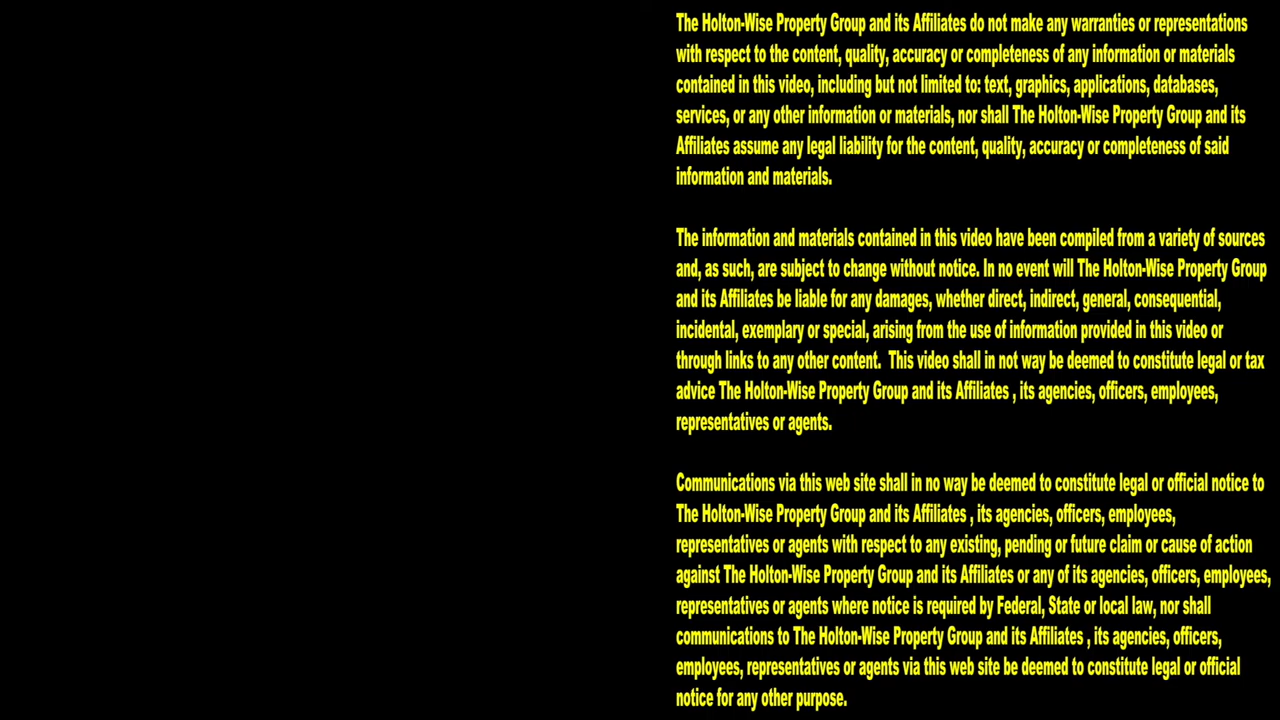 The Holton-Wise Property Group and its Affiliates do not make any warranties or representations
with respect to the content, quality, accuracy or completeness of any information or materials
contained in this video, including but not limited to: text, graphics, applications, databases,
services, or any other information or materials, nor shall The Holton-Wise Property Group and its
Affiliates assume any legal liability for the content, quality, accuracy or completeness of said
information and materials.
The information and materials contained in this video have been compiled from a variety of sources
and, as such, are subject to change without notice. In no event will The Holton-Wise Property Group
and its Affiliates be liable for any damages, whether direct, indirect, general, consequential,
incidental, exemplary or special, arising from the use of information provided in this video or
through links to any other content.  This video shall in not way be deemed to constitute legal or tax
advice The Holton-Wise Property Group and its Affiliates , its agencies, officers, employees,
representatives or agents.
Communications via this web site shall in no way be deemed to constitute legal or official notice to
The Holton-Wise Property Group and its Affiliates , its agencies, officers, employees,
representatives or agents with respect to any existing, pending or future claim or cause of action
against The Holton-Wise Property Group and its Affiliates or any of its agencies, officers, employees,
representatives or agents where notice is required by Federal, State or local law, nor shall
communications to The Holton-Wise Property Group and its Affiliates , its agencies, officers,
employees, representatives or agents via this web site be deemed to constitute legal or official
notice for any other purpose.